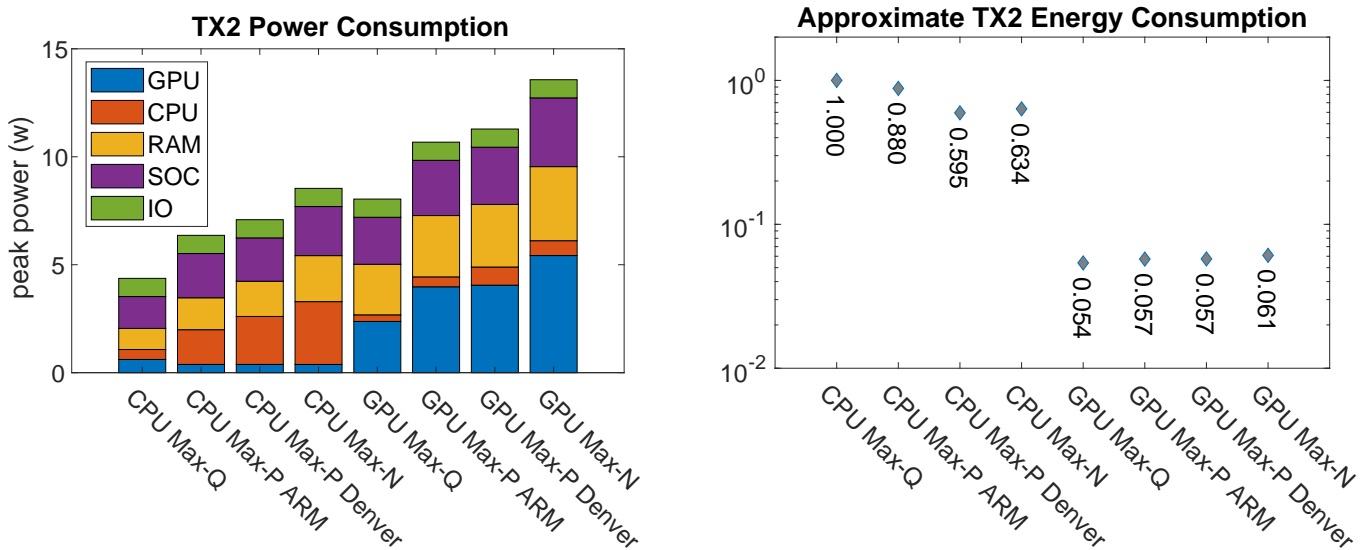 TX2 Power Consumption
15
10
5
0
peak power (w)
GPU
CPU
RAM
SOC
IO
CPU Max-Q
CPU Max-P ARM
CPU Max-P Denver
CPU Max-N
GPU Max-Q
GPU Max-P ARM
GPU Max-P Denver
GPU Max-N
Approximate TX2 Energy Consumption
10^0
10^-1
10^-2
1.000
0.880
0.595
0.634
0.054
0.057
0.057
0.061
CPU Max-Q
CPU Max-P ARM
CPU Max-P Denver
CPU Max-N
GPU Max-Q
GPU Max-P ARM
GPU Max-P Denver
GPU Max-N